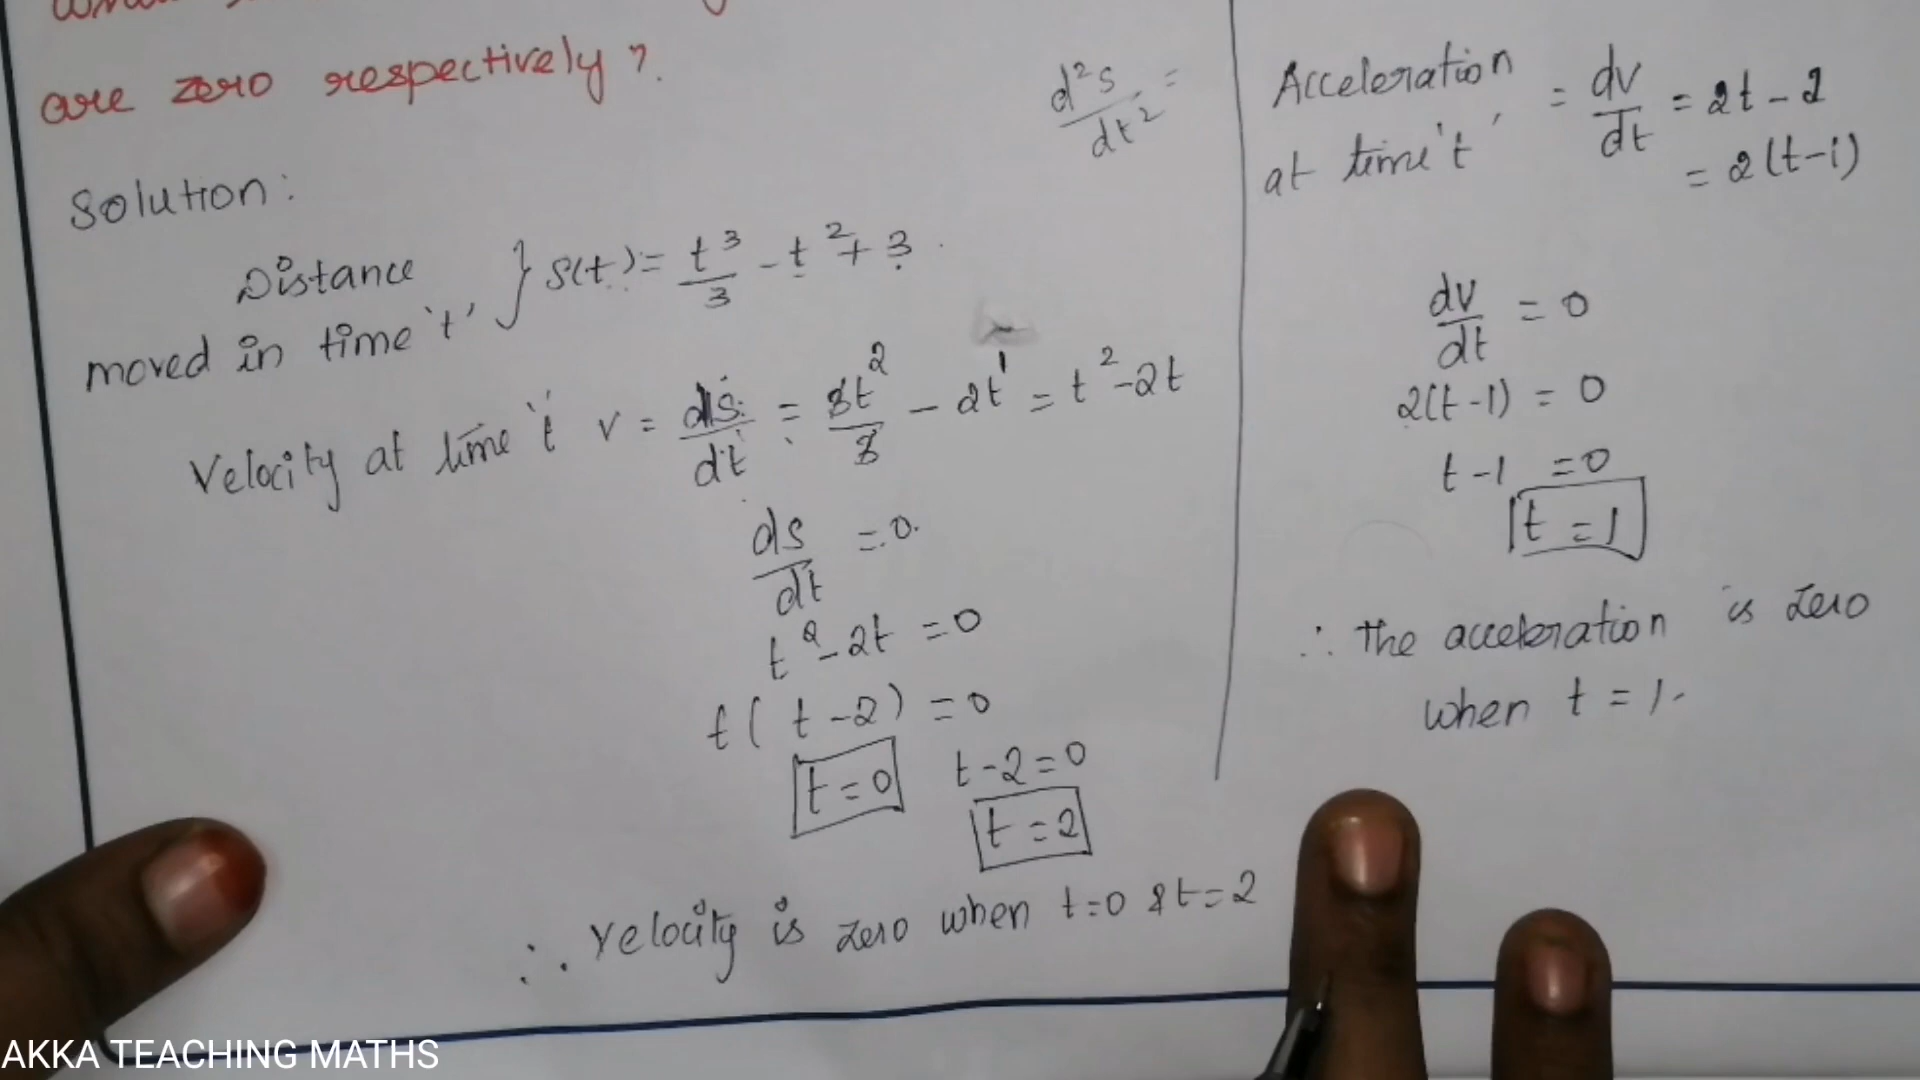 are zero respectively?
Solution:
Distance
moved in time 't' } S(t) = t³/3 - t² + 3.
Velocity at time 't' v = ds/dt = 3t²/3 - 2t¹ = t² - 2t
ds/dt = 0.
t² - 2t = 0
t(t-2) = 0
t=0 t-2=0
t=2
∴ velocity is zero when t=0 & t=2
d²s/dt² =
Acceleration
at time 't' = dv/dt = 2t - 2
= 2(t-1)
dv/dt = 0
2(t-1) = 0
t-1 =0
t=1
∴ The acceleration is zero
when t = 1.
AKKA TEACHING MATHS